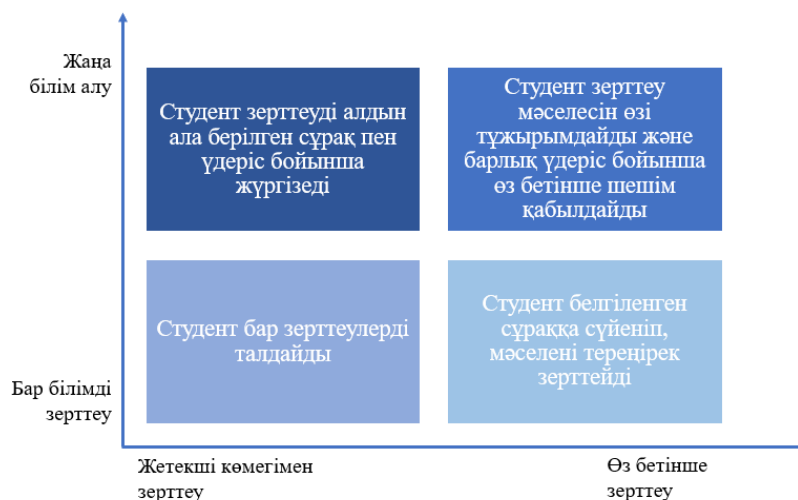 Жаңа
білім алу
Студент зерттеуді алдын
ала берілген сұрақ пен
үдеріс бойынша
жүргізеді
Студент зерттеу
мәселесін өзі
тұжырымдайды және
барлық үдеріс бойынша
өз бетінше шешім
қабылдайды
Студент бар зерттеулерді
талдайды
Студент белгіленген
сұраққа сүйеніп,
мәселені тереңірек
зерттейді
Бар білімді
зерттеу
Жетекші көмегімен
зерттеу
Өз бетінше
зерттеу